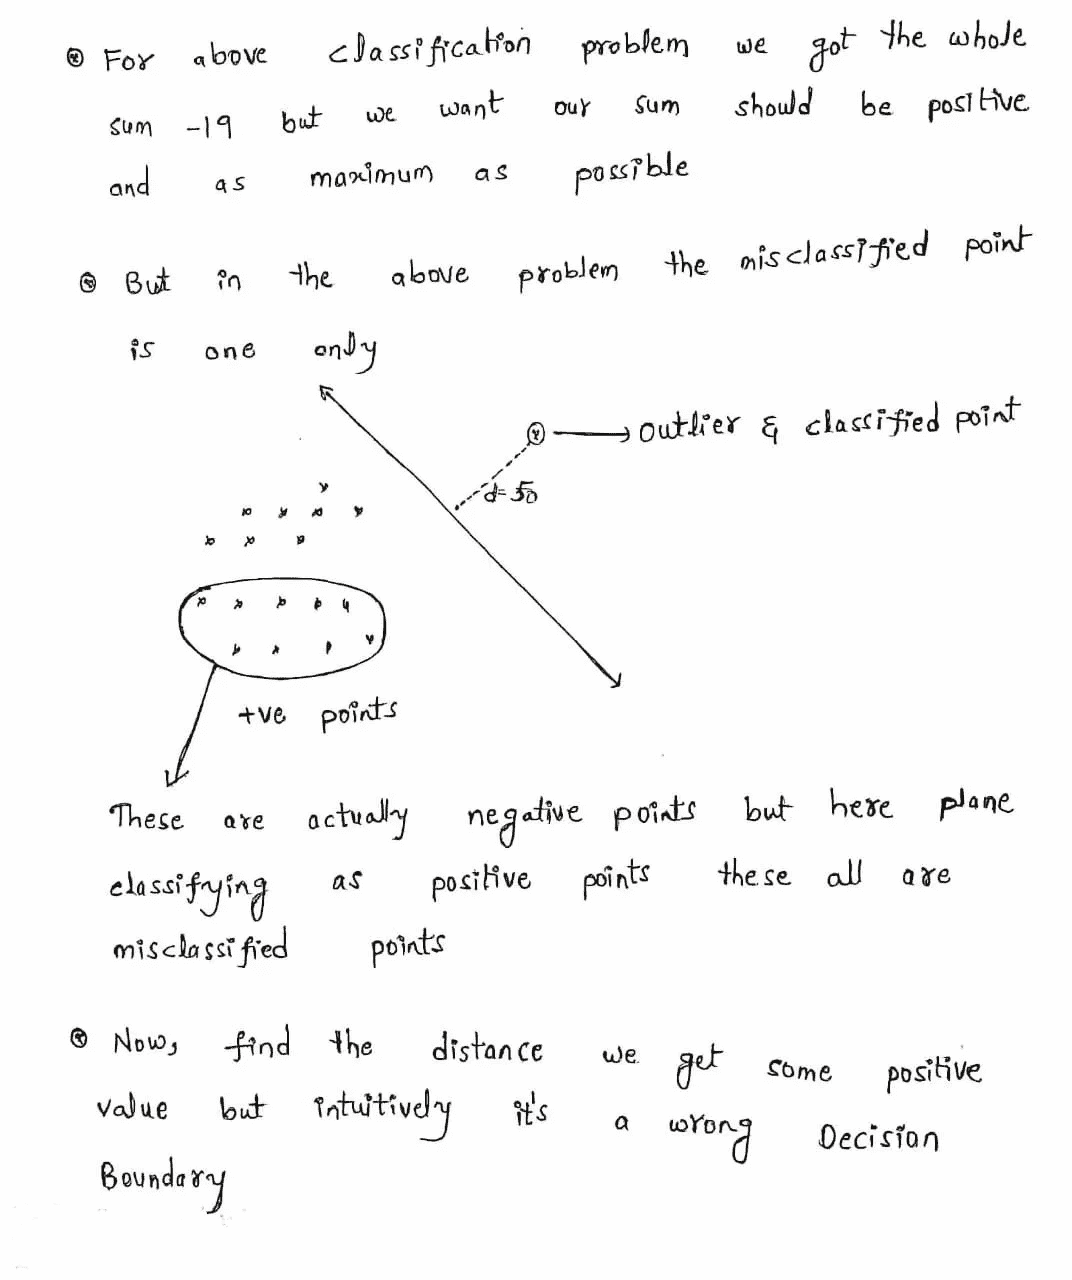 For above classification problem we got the whole
sum -19 but we want our sum should be positive
and as maximum as possible
But in the above problem the misclassified point
is one only
outlier & classified point
d=50
+ve points
These are actually negative points but here plane
classifying as positive points these all are
misclassified points
Now, find the distance we get some positive
value but intuitively it's a wrong Decision
Boundary